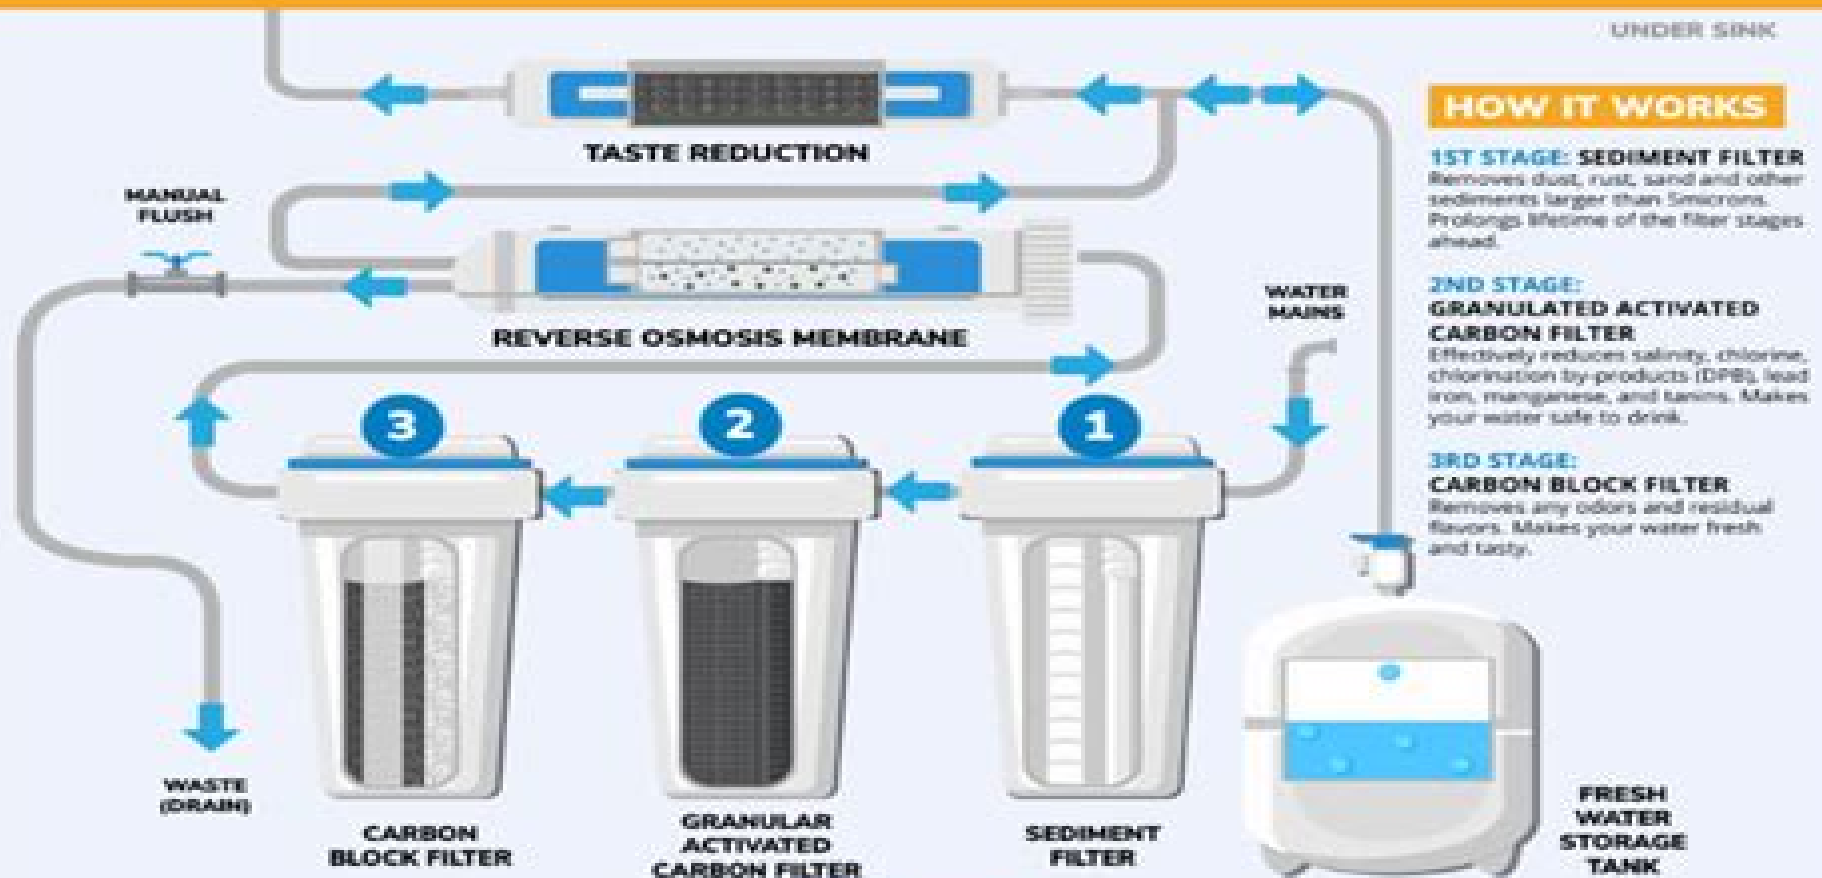 UNDER SINK
HOW IT WORKS
1ST STAGE: SEDIMENT FILTER
Removes dust, rust, sand and other
sediments larger than 5microns.
Prolongs lifetime of the filter stages
ahead.
2ND STAGE:
GRANULATED ACTIVATED
CARBON FILTER
Effectively reduces salinity, chlorine,
chlorination by-products (DPB), lead
iron, manganese, and tanins. Makes
your water safe to drink.
3RD STAGE:
CARBON BLOCK FILTER
Removes any odors and residual
flavors. Makes your water fresh
and tasty.
TASTE REDUCTION
MANUAL
FLUSH
REVERSE OSMOSIS MEMBRANE
WATER
MAINS
3
2
1
WASTE
(DRAIN)
CARBON
BLOCK FILTER
GRANULAR
ACTIVATED
CARBON FILTER
SEDIMENT
FILTER
FRESH
WATER
STORAGE
TANK